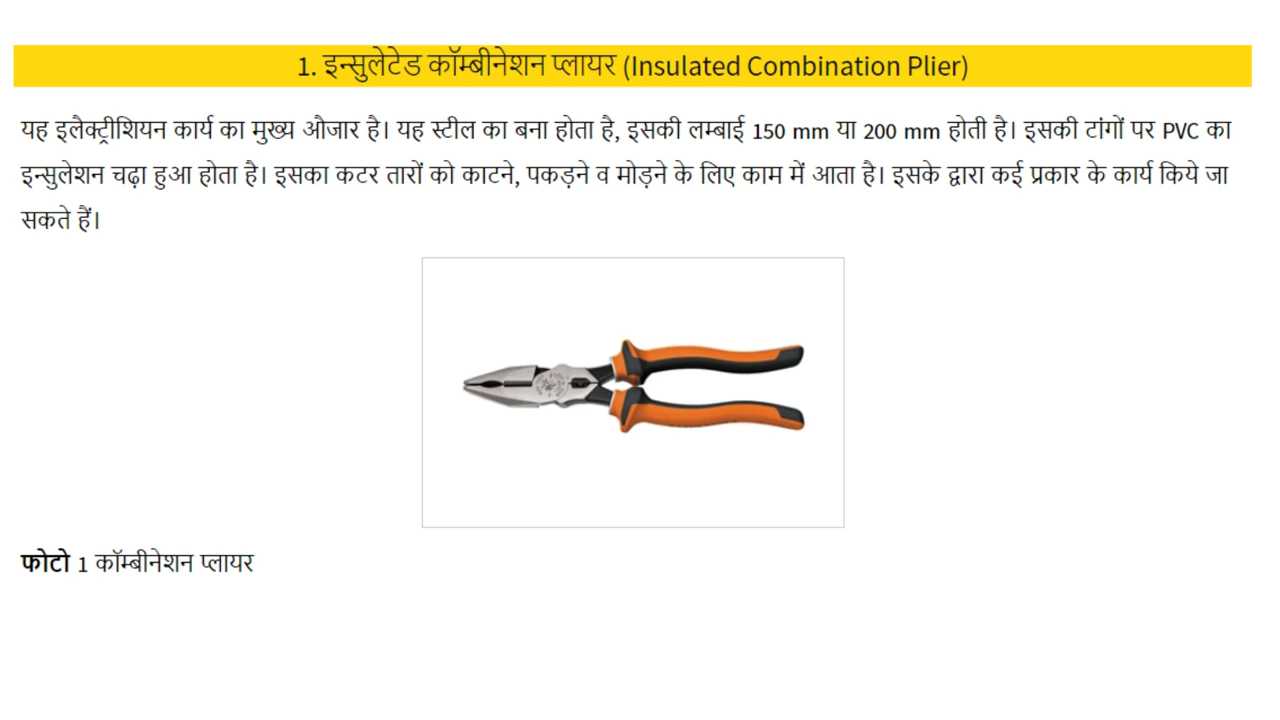 1. इन्सुलेटेड कॉम्बीनेशन प्लायर (Insulated Combination Plier)
यह इलैक्ट्रीशियन कार्य का मुख्य औजार है। यह स्टील का बना होता है, इसकी लम्बाई 150 mm या 200 mm होती है। इसकी टांगों पर PVC का
इन्सुलेशन चढ़ा हुआ होता है। इसका कटर तारों को काटने, पकड़ने व मोड़ने के लिए काम में आता है। इसके द्वारा कई प्रकार के कार्य किये जा
सकते हैं।
फोटो 1 कॉम्बीनेशन प्लायर